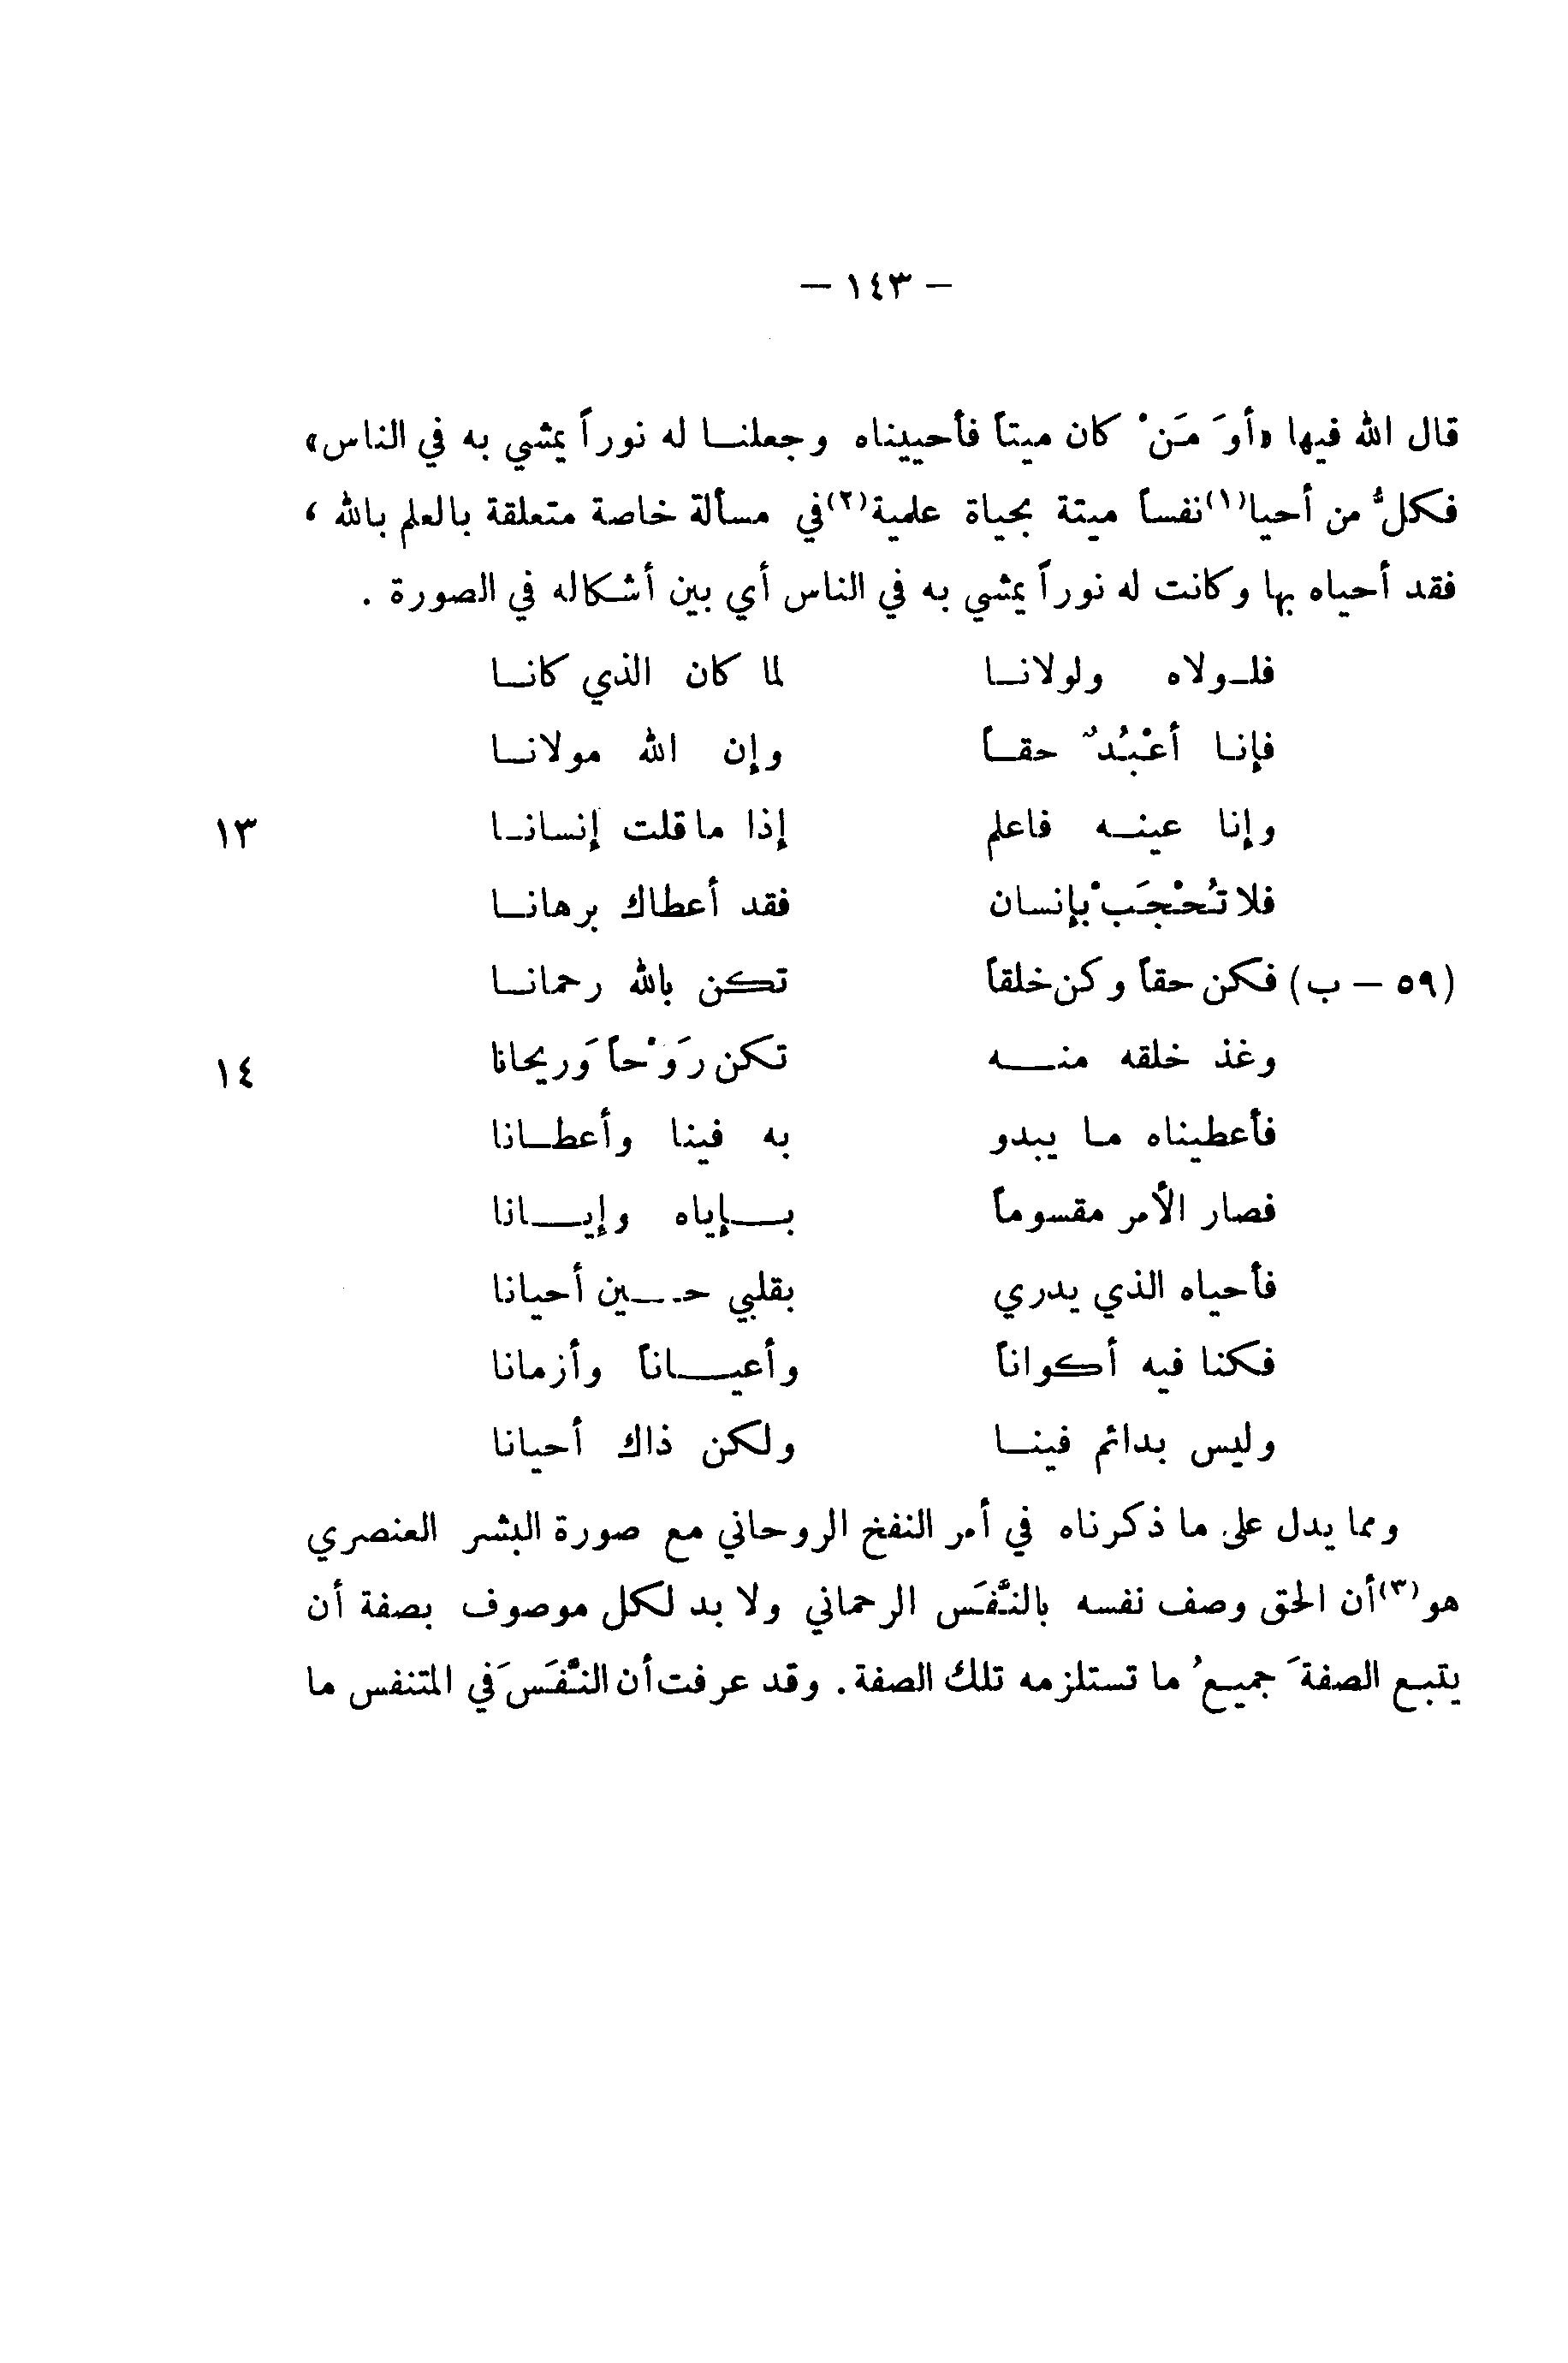 – ١٤٣ –
قال الله فيها «أوَ مَنْ كان ميتاً فأحييناه وجعلنا له نوراً يمشي به في الناس»
فكلُّ من أحيا(١) نفساً ميتة بحياة علمية(٢) في مسألة خاصة متعلقة بالعلم بالله ،
فقد أحياه بها وكانت له نوراً يمشي به في الناس أي بين أشكاله في الصورة .
فلولاه ولولانا لما كان الذي كانا
فإنا أعْبُدٌ حقاً وإن الله مولانا
وإنا عينه فاعلم إذا ما قلت إنسانا ١٣
فلا تُحْجَبْ بإنسان فقد أعطاك برهانا
(٥٩ – ب) فكن حقاً وكن خلقاً تكن بالله رحمانا
وغذ خلقه منه تكن رَوْحاً وَريحانا ١٤
فأعطيناه ما يبدو به فينا وأعطانا
فصار الأمر مقسوماً بإياه وإيانا
فأحياه الذي يدري بقلبي حين أحيانا
فكنا فيه أكواناً وأعياناً وأزمانا
وليس بدائم فينا ولكن ذاك أحيانا
ومما يدل على ما ذكرناه في أمر النفخ الروحاني مع صورة البشر العنصري
هو(٣) أن الحق وصف نفسه بالنَّفَس الرحماني ولا بد لكل موصوف بصفة أن
يتبع الصفةَ جميعُ ما تستلزمه تلك الصفة . وقد عرفت أن النَّفَسَ في المتنفس ما